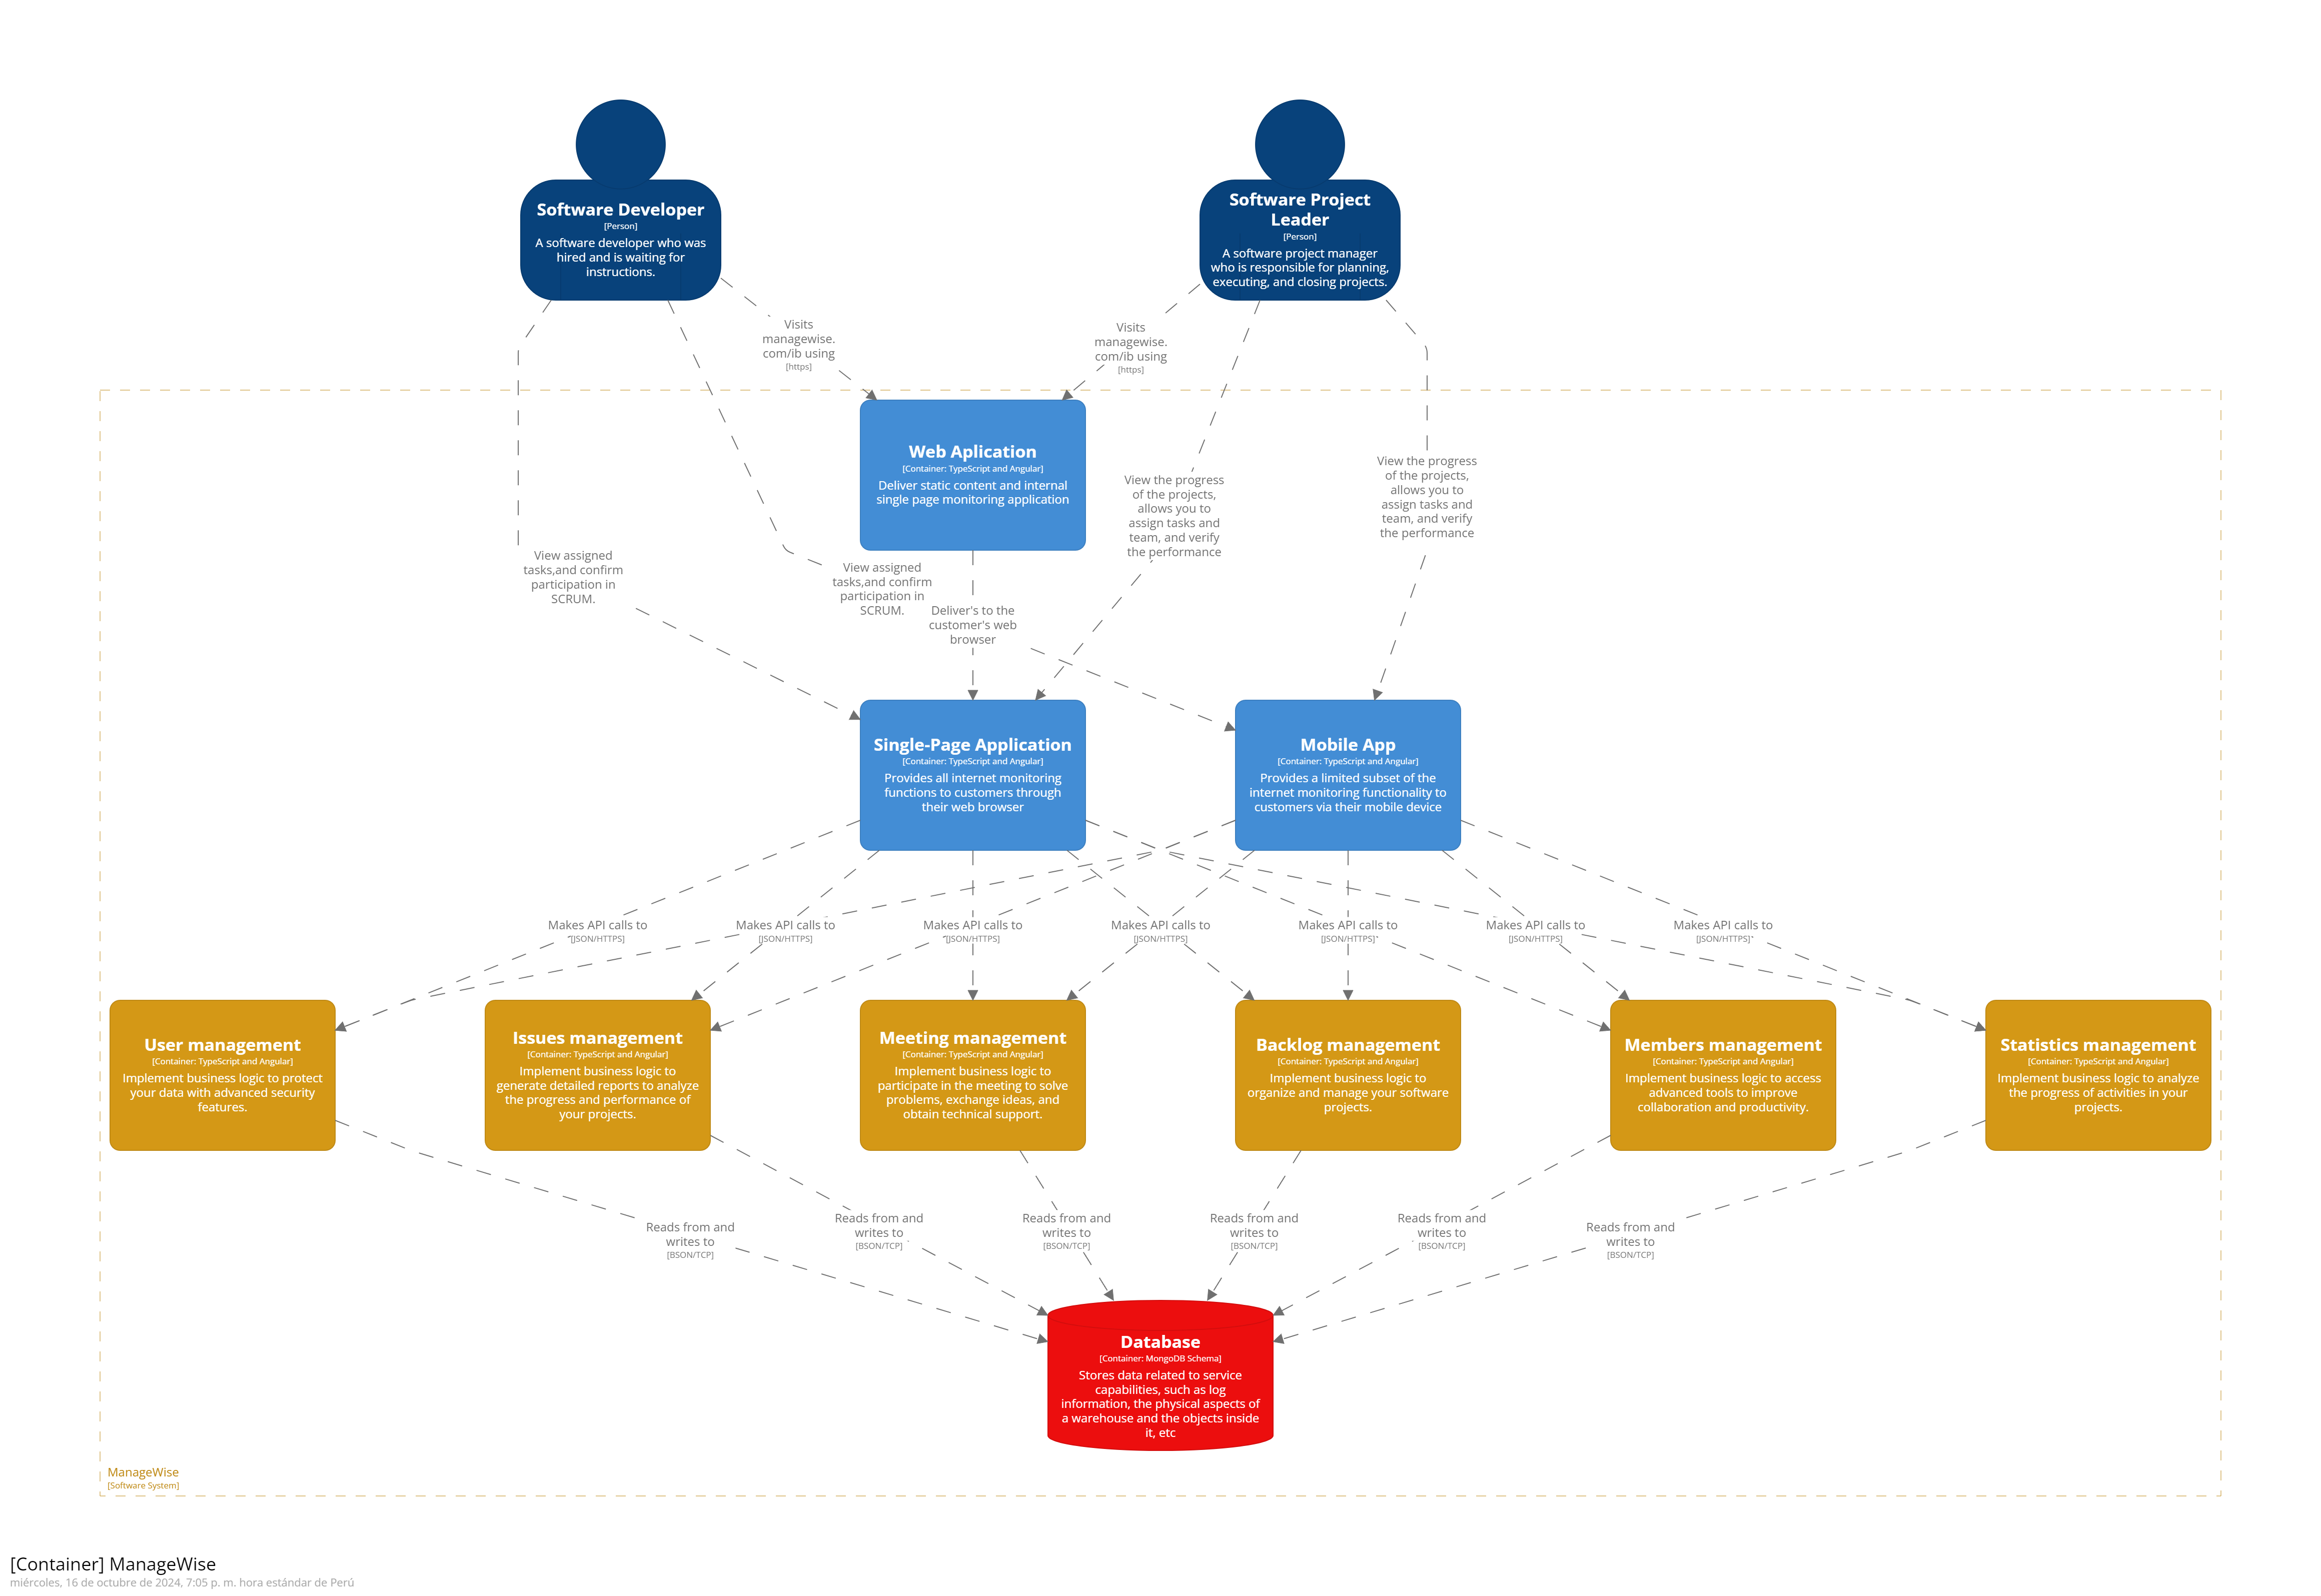 Software Developer
[Person]
A software developer who was
hired and is waiting for
instructions.
Software Project
Leader
[Person]
A software project manager
who is responsible for planning,
executing, and closing projects.
Visits
managewise.
com/ib using
[https]
Visits
managewise.
com/ib using
[https]
Web Aplication
[Container: TypeScript and Angular]
Deliver static content and internal
single page monitoring application
View the progress
of the projects,
allows you to
assign tasks and
team, and verify
the performance
View the progress
of the projects,
allows you to
assign tasks and
team, and verify
the performance
View assigned
tasks,and confirm
participation in
SCRUM.
View assigned
tasks,and confirm
participation in
SCRUM.
Deliver's to the
customer's web
browser
Single-Page Application
[Container: TypeScript and Angular]
Provides all internet monitoring
functions to customers through
their web browser
Mobile App
[Container: TypeScript and Angular]
Provides a limited subset of the
internet monitoring functionality to
customers via their mobile device
Makes API calls to
[JSON/HTTPS]
Makes API calls to
[JSON/HTTPS]
Makes API calls to
[JSON/HTTPS]
Makes API calls to
[JSON/HTTPS]
Makes API calls to
[JSON/HTTPS]
Makes API calls to
[JSON/HTTPS]
Makes API calls to
[JSON/HTTPS]
User management
[Container: TypeScript and Angular]
Implement business logic to protect
your data with advanced security
features.
Issues management
[Container: TypeScript and Angular]
Implement business logic to
generate detailed reports to analyze
the progress and performance of
your projects.
Meeting management
[Container: TypeScript and Angular]
Implement business logic to
participate in the meeting to solve
problems, exchange ideas, and
obtain technical support.
Backlog management
[Container: TypeScript and Angular]
Implement business logic to
organize and manage your software
projects.
Members management
[Container: TypeScript and Angular]
Implement business logic to access
advanced tools to improve
collaboration and productivity.
Statistics management
[Container: TypeScript and Angular]
Implement business logic to analyze
the progress of activities in your
projects.
Reads from and
writes to
[BSON/TCP]
Reads from and
writes to
[BSON/TCP]
Reads from and
writes to
[BSON/TCP]
Reads from and
writes to
[BSON/TCP]
Reads from and
writes to
[BSON/TCP]
Reads from and
writes to
[BSON/TCP]
Database
[Container: MongoDB Schema]
Stores data related to service
capabilities, such as log
information, the physical aspects of
a warehouse and the objects inside
it, etc
ManageWise
[Software System]
[Container] ManageWise
miércoles, 16 de octubre de 2024, 7:05 p. m. hora estándar de Perú